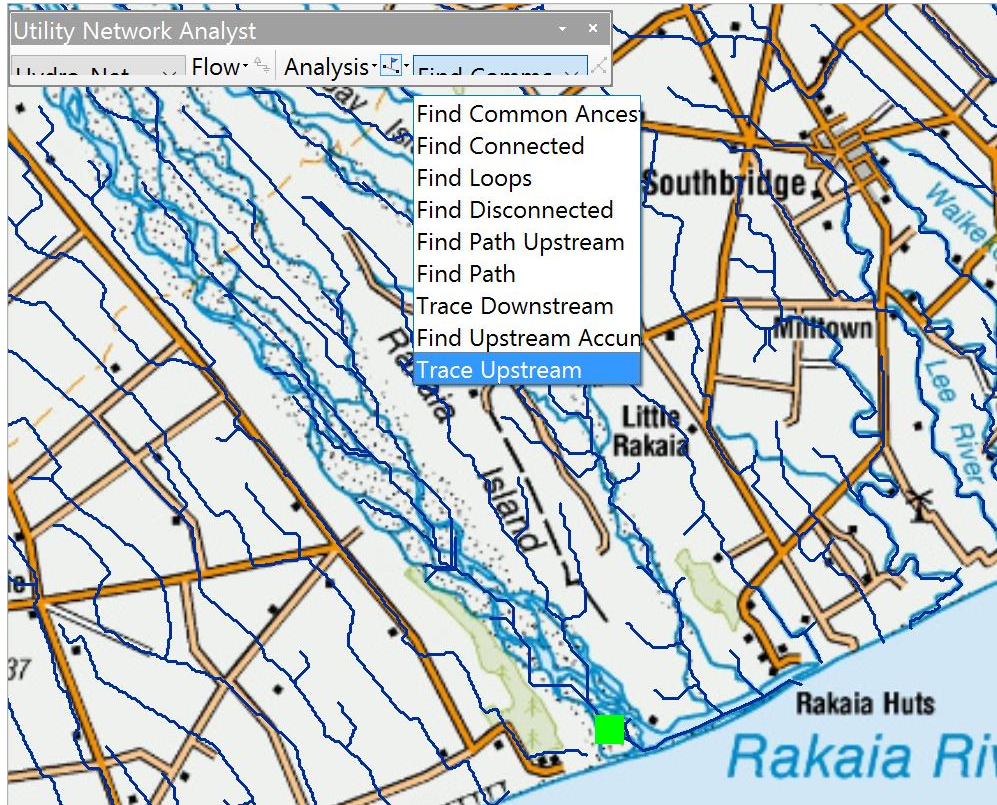 Utility Network Analyst
Flow
Analysis
Find Common Ances
Find Connected
Find Loops
Find Disconnected
Find Path Upstream
Find Path
Trace Downstream
Find Upstream Accun
Trace Upstream
Southbridge
Waike
Milltown
Lee River
Little
Rakaia
Rakaia
Island
37
Rakaia Huts
Rakaia Riv